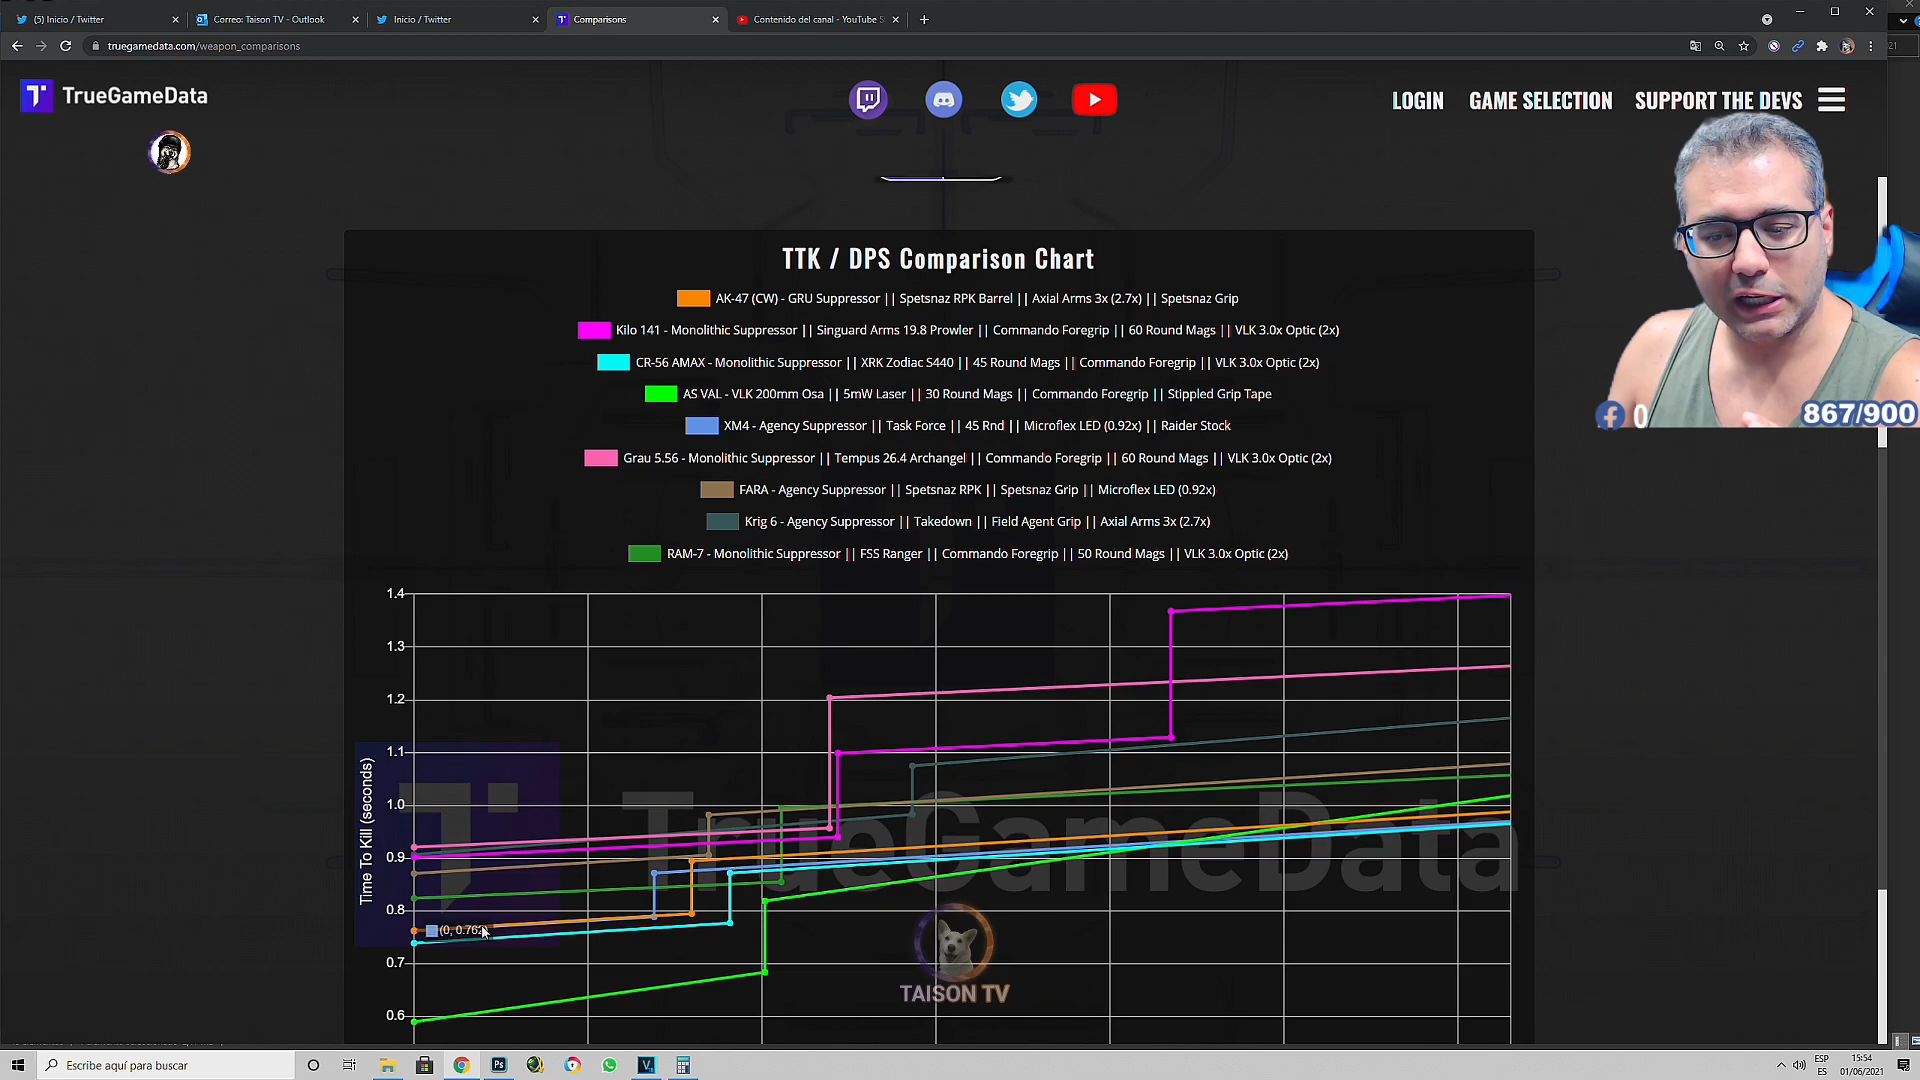 (5) Inicio / Twitter
Correo: Taison TV - Outlook
Inicio / Twitter
Comparisons
Contenido del canal - YouTube S
truegamedata.com/weapon_comparisons
TrueGameData
LOGIN
GAME SELECTION
SUPPORT THE DEVS
TTK / DPS Comparison Chart
AK-47 (CW) - GRU Suppressor || Spetsnaz RPK Barrel || Axial Arms 3x (2.7x) || Spetsnaz Grip
Kilo 141 - Monolithic Suppressor || Singuard Arms 19.8 Prowler || Commando Foregrip || 60 Round Mags || VLK 3.0x Optic (2x)
CR-56 AMAX - Monolithic Suppressor || XRK Zodiac S440 || 45 Round Mags || Commando Foregrip || VLK 3.0x Optic (2x)
AS VAL - VLK 200mm Osa || 5mW Laser || 30 Round Mags || Commando Foregrip || Stippled Grip Tape
0
867/900
XM4 - Agency Suppressor || Task Force || 45 Rnd || Microflex LED (0.92x) || Raider Stock
Grau 5.56 - Monolithic Suppressor || Tempus 26.4 Archangel || Commando Foregrip || 60 Round Mags || VLK 3.0x Optic (2x)
FARA - Agency Suppressor || Spetsnaz RPK || Spetsnaz Grip || Microflex LED (0.92x)
Krig 6 - Agency Suppressor || Takedown || Field Agent Grip || Axial Arms 3x (2.7x)
RAM-7 - Monolithic Suppressor || FSS Ranger || Commando Foregrip || 50 Round Mags || VLK 3.0x Optic (2x)
1.4
1.3
1.2
1.1
1.0
0.9
0.8
0.7
0.6
Time To Kill (seconds)
TrueGameData
(0, 0.762)
TAISON TV
Escribe aquí para buscar
ESP
ES
15:54
01/06/2021